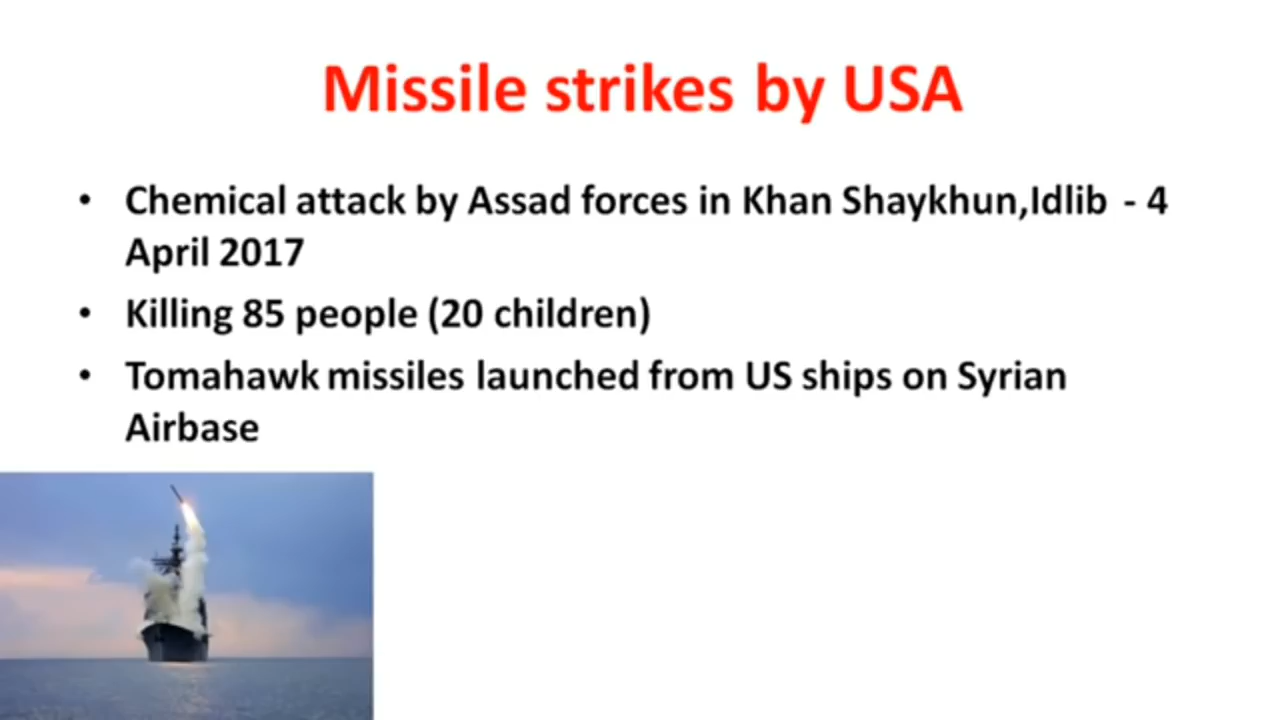 Missile strikes by USA
• Chemical attack by Assad forces in Khan Shaykhun,Idlib - 4
April 2017
• Killing 85 people (20 children)
• Tomahawk missiles launched from US ships on Syrian
Airbase